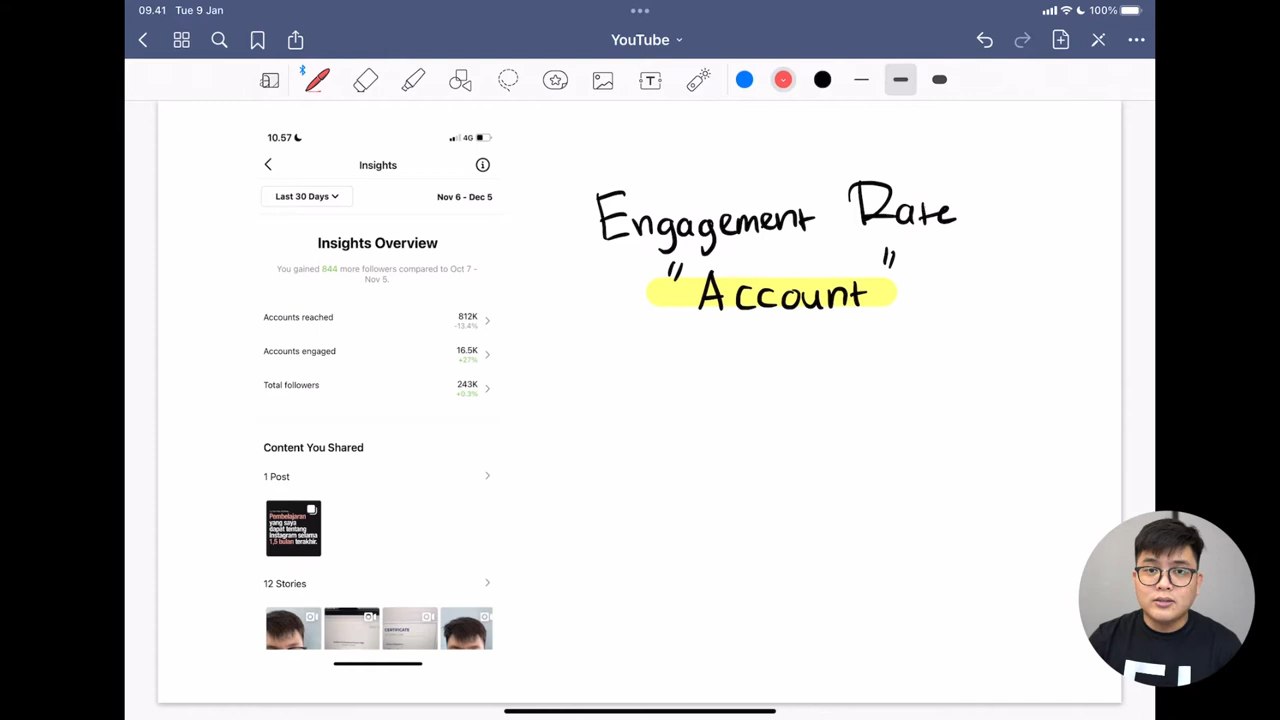 09.41 Tue 9 Jan
100%
YouTube
10.57
4G
Insights
Last 30 Days
Nov 6 - Dec 5
Insights Overview
You gained 844 more followers compared to Oct 7 -
Nov 5.
Accounts reached
812K
-13.4%
Accounts engaged
16.5K
+27%
Total followers
243K
+0.3%
Content You Shared
1 Post
Pembelajaran
yang saya
dapat tentang
Instagram selama
1,5 bulan terakhir.
12 Stories
CERTIFICATE
Engagement Rate
"Account"